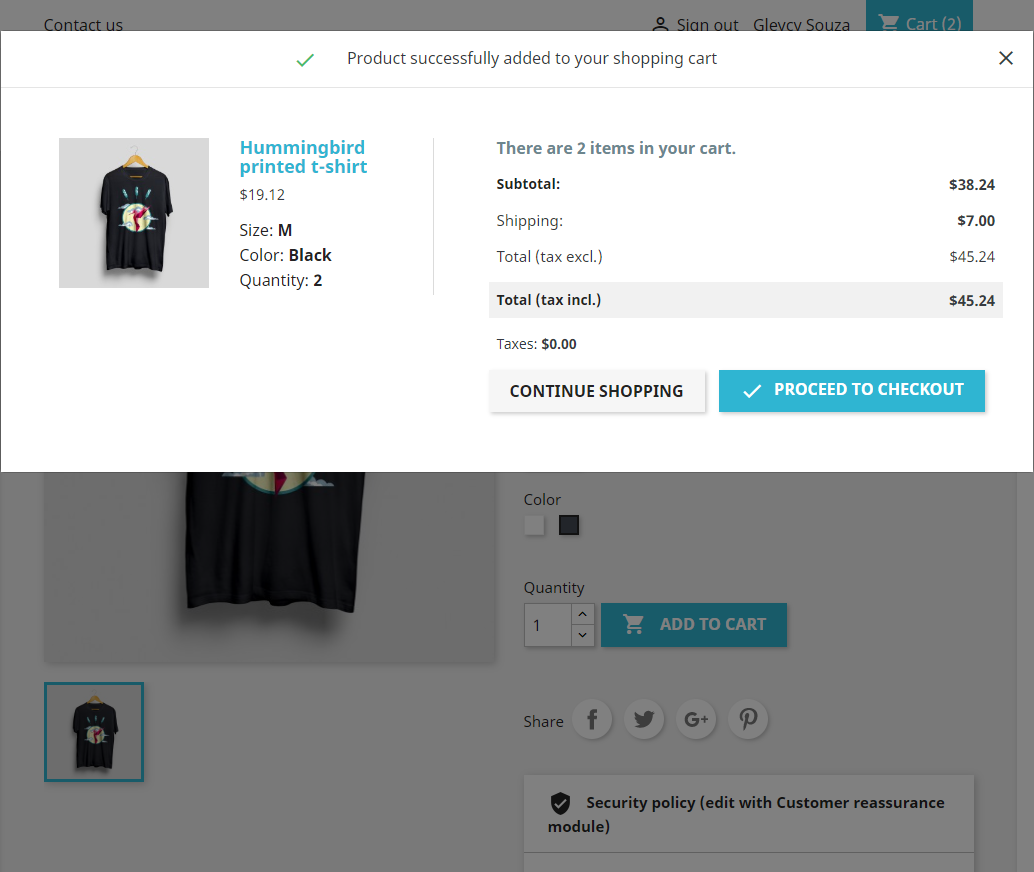 Contact us
Sign out Gleycy Souza Cart (2)
Product successfully added to your shopping cart
Hummingbird
printed t-shirt
$19.12
Size: M
Color: Black
Quantity: 2
There are 2 items in your cart.
Subtotal: $38.24
Shipping: $7.00
Total (tax excl.) $45.24
Total (tax incl.) $45.24
Taxes: $0.00
CONTINUE SHOPPING
PROCEED TO CHECKOUT
Color
Quantity
1
ADD TO CART
Share
Security policy (edit with Customer reassurance
module)